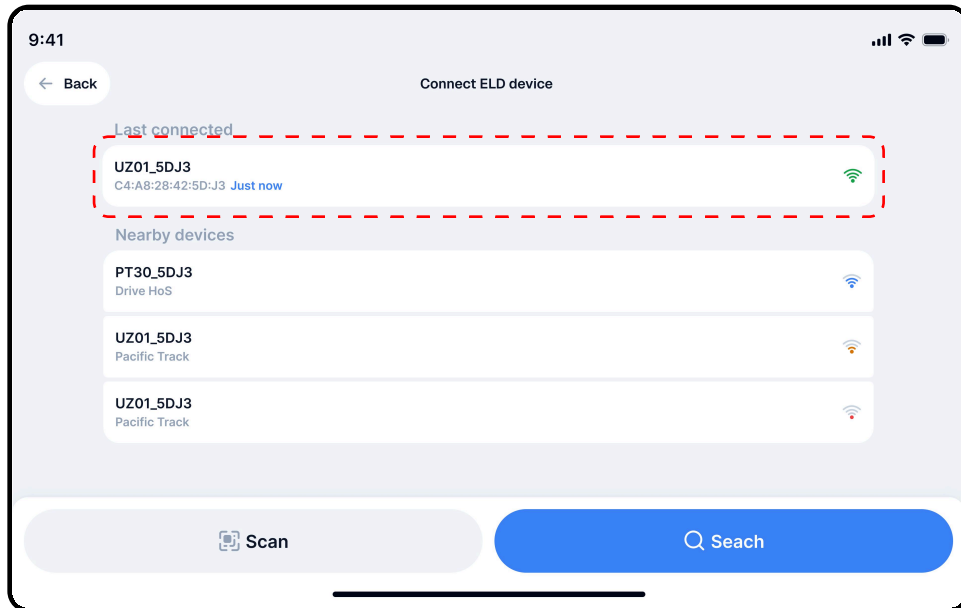 9:41
Back
Connect ELD device
Last connected
UZ01_5DJ3
C4:A8:28:42:5D:J3 Just now
Nearby devices
PT30_5DJ3
Drive HoS
UZ01_5DJ3
Pacific Track
UZ01_5DJ3
Pacific Track
Scan
Seach